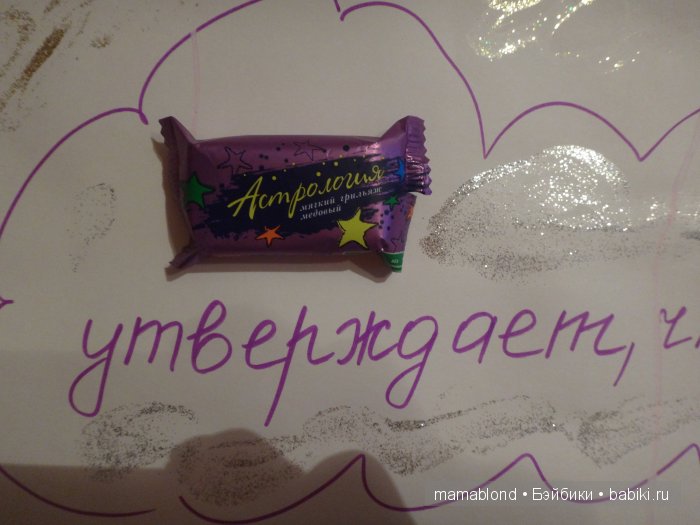 Астрология
мягкий грильяж
медовый
утверждает, ч
mamablond • Бэйбики • babiki.ru